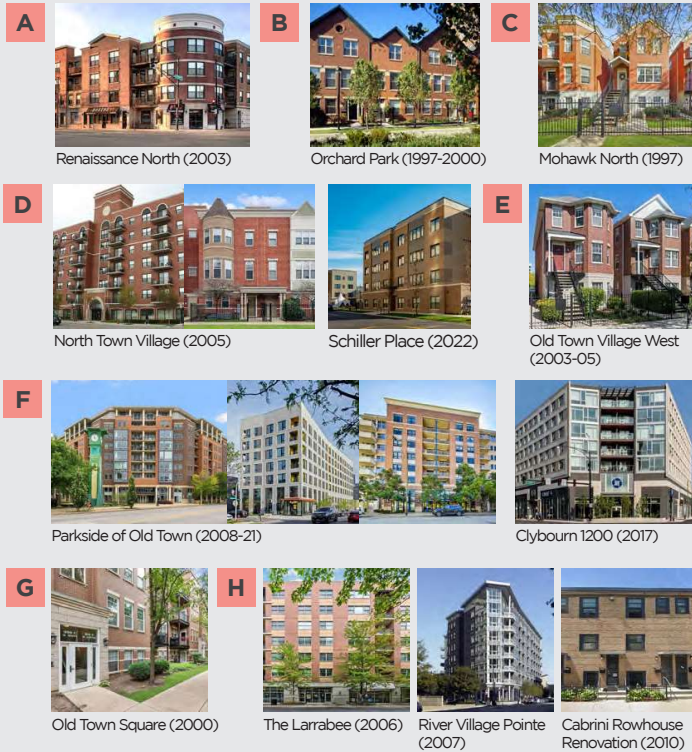 A
B
C
Renaissance North (2003)
Orchard Park (1997-2000)
Mohawk North (1997)
D
E
North Town Village (2005)
Schiller Place (2022)
Old Town Village West
(2003-05)
F
Parkside of Old Town (2008-21)
Clybourn 1200 (2017)
G
H
Old Town Square (2000)
The Larrabee (2006)
River Village Pointe
(2007)
Cabrini Rowhouse
Renovation (2010)